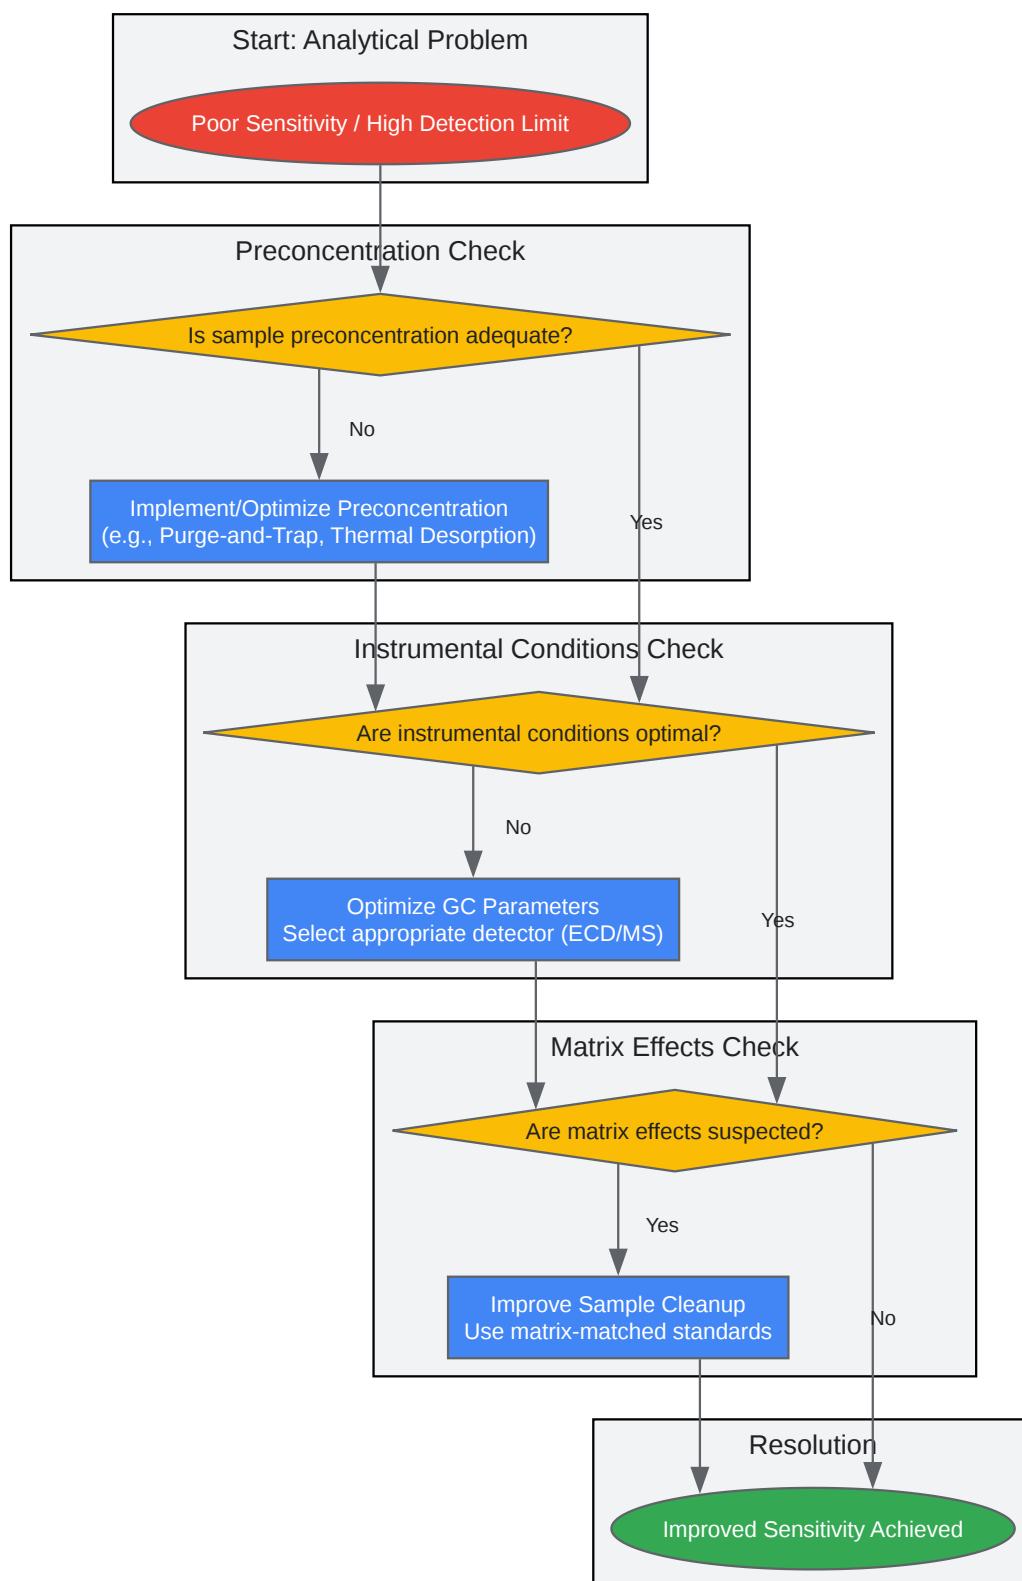 Start: Analytical Problem
Poor Sensitivity / High Detection Limit
Preconcentration Check
Is sample preconcentration adequate?
No
Implement/Optimize Preconcentration
(e.g., Purge-and-Trap, Thermal Desorption)
Yes
Instrumental Conditions Check
Are instrumental conditions optimal?
No
Optimize GC Parameters
Select appropriate detector (ECD/MS)
Yes
Matrix Effects Check
Are matrix effects suspected?
Yes
Improve Sample Cleanup
Use matrix-matched standards
No
Resolution
Improved Sensitivity Achieved